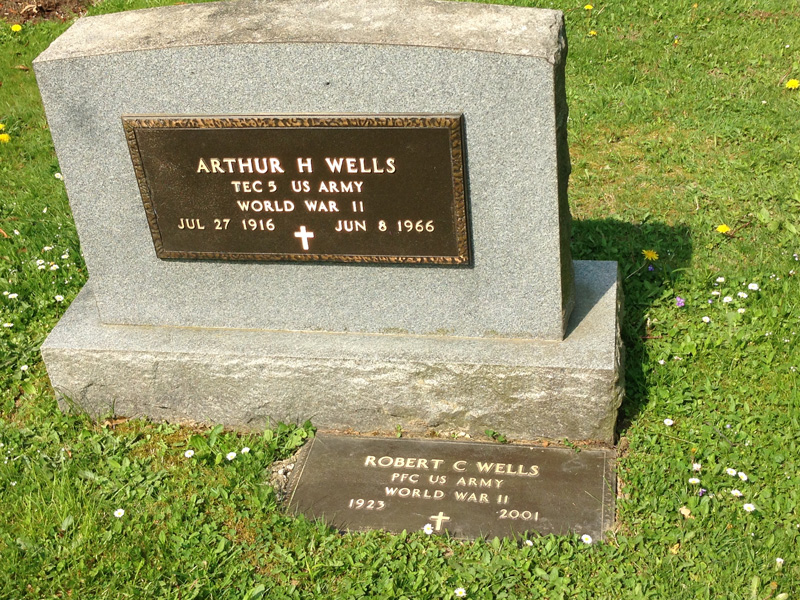 ARTHUR H WELLS
TEC 5 US ARMY
WORLD WAR II
JUL 27 1916 JUN 8 1966
ROBERT C WELLS
PFC US ARMY
WORLD WAR II
1923 2001